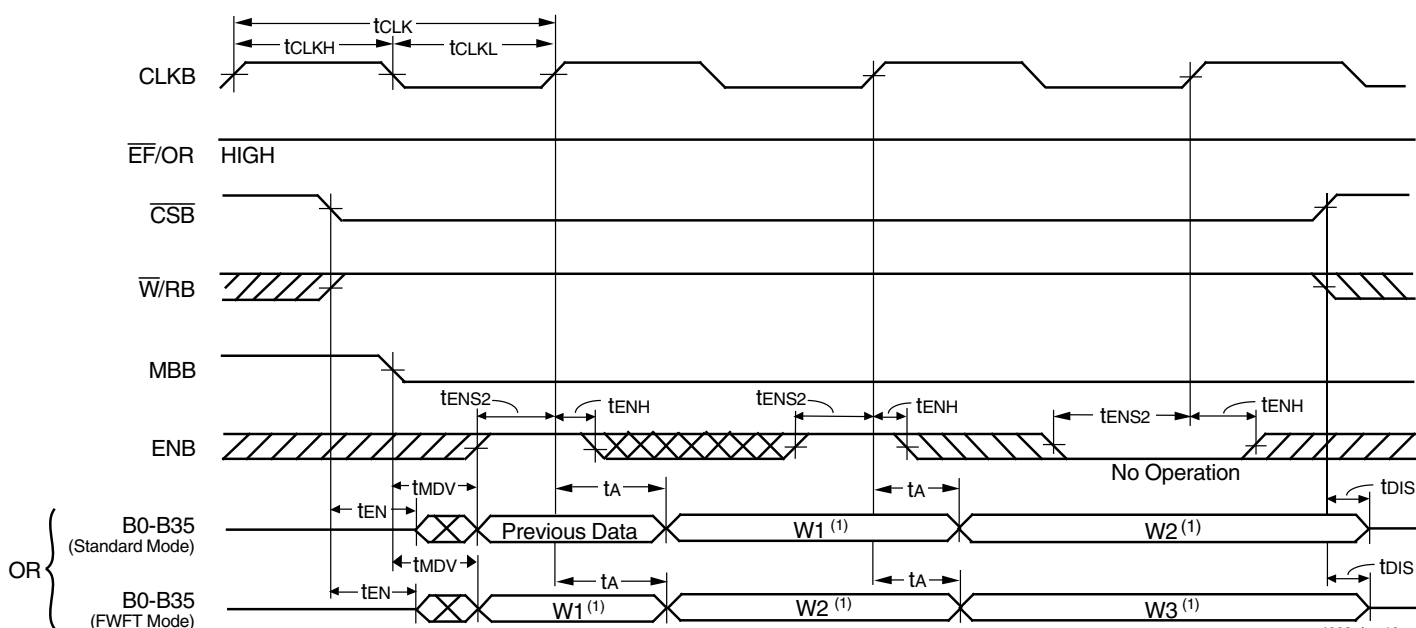 tCLK
tCLKH tCLKL
CLKB
EF/OR HIGH
CSB
W/RB
MBB
tENS2 tENH tENS2 tENH tENS2 tENH
ENB
No Operation
tMDV tA tA tDIS
tEN
B0-B35 Previous Data W1 (1) W2 (1)
(Standard Mode)
OR
tMDV tA tA tDIS
tEN
B0-B35 W1 (1) W2 (1) W3 (1)
(FWFT Mode)